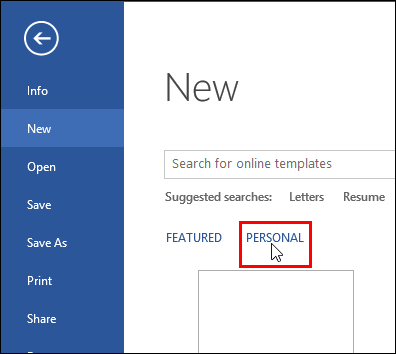 Info
New
Open
Save
Save As
Print
Share
New
Search for online templates
Suggested searches: Letters Resume
FEATURED PERSONAL